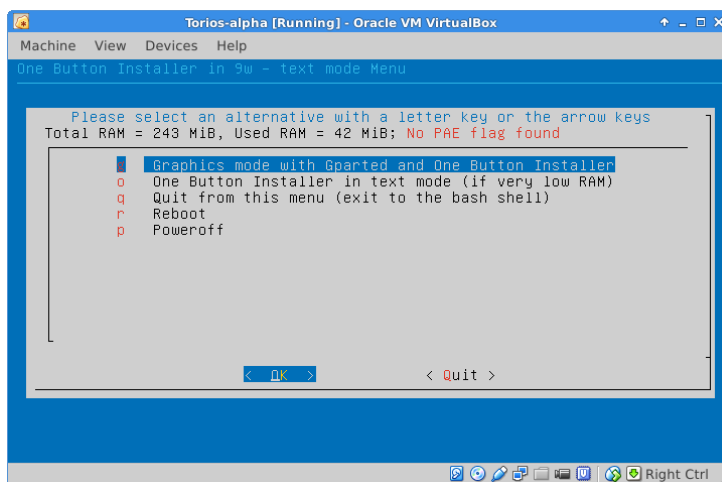 Torios-alpha [Running] - Oracle VM VirtualBox
Machine View Devices Help
One Button Installer in 9w - text mode Menu
Please select an alternative with a letter key or the arrow keys
Total RAM = 243 MiB, Used RAM = 42 MiB; No PAE flag found
Graphics mode with Gparted and One Button Installer
o One Button Installer in text mode (if very low RAM)
q Quit from this menu (exit to the bash shell)
r Reboot
p Poweroff
< OK > < Quit >
Right Ctrl